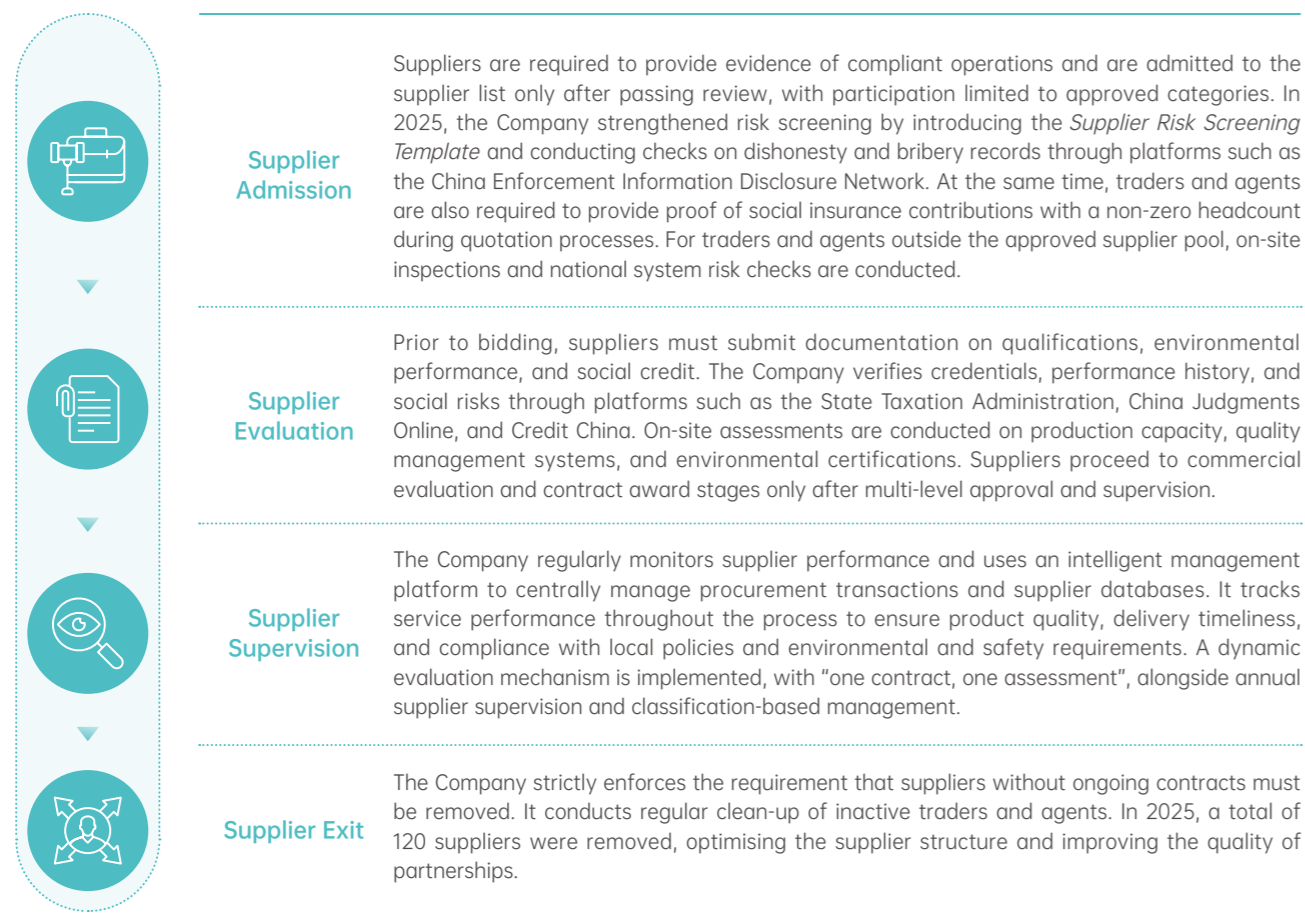 Supplier
Admission
Suppliers are required to provide evidence of compliant operations and are admitted to the
supplier list only after passing review, with participation limited to approved categories. In
2025, the Company strengthened risk screening by introducing the Supplier Risk Screening
Template and conducting checks on dishonesty and bribery records through platforms such as
the China Enforcement Information Disclosure Network. At the same time, traders and agents
are also required to provide proof of social insurance contributions with a non-zero headcount
during quotation processes. For traders and agents outside the approved supplier pool, on-site
inspections and national system risk checks are conducted.
Supplier
Evaluation
Prior to bidding, suppliers must submit documentation on qualifications, environmental
performance, and social credit. The Company verifies credentials, performance history, and
social risks through platforms such as the State Taxation Administration, China Judgments
Online, and Credit China. On-site assessments are conducted on production capacity, quality
management systems, and environmental certifications. Suppliers proceed to commercial
evaluation and contract award stages only after multi-level approval and supervision.
Supplier
Supervision
The Company regularly monitors supplier performance and uses an intelligent management
platform to centrally manage procurement transactions and supplier databases. It tracks
service performance throughout the process to ensure product quality, delivery timeliness,
and compliance with local policies and environmental and safety requirements. A dynamic
evaluation mechanism is implemented, with “one contract, one assessment”, alongside annual
supplier supervision and classification-based management.
Supplier Exit
The Company strictly enforces the requirement that suppliers without ongoing contracts must
be removed. It conducts regular clean-up of inactive traders and agents. In 2025, a total of
120 suppliers were removed, optimising the supplier structure and improving the quality of
partnerships.